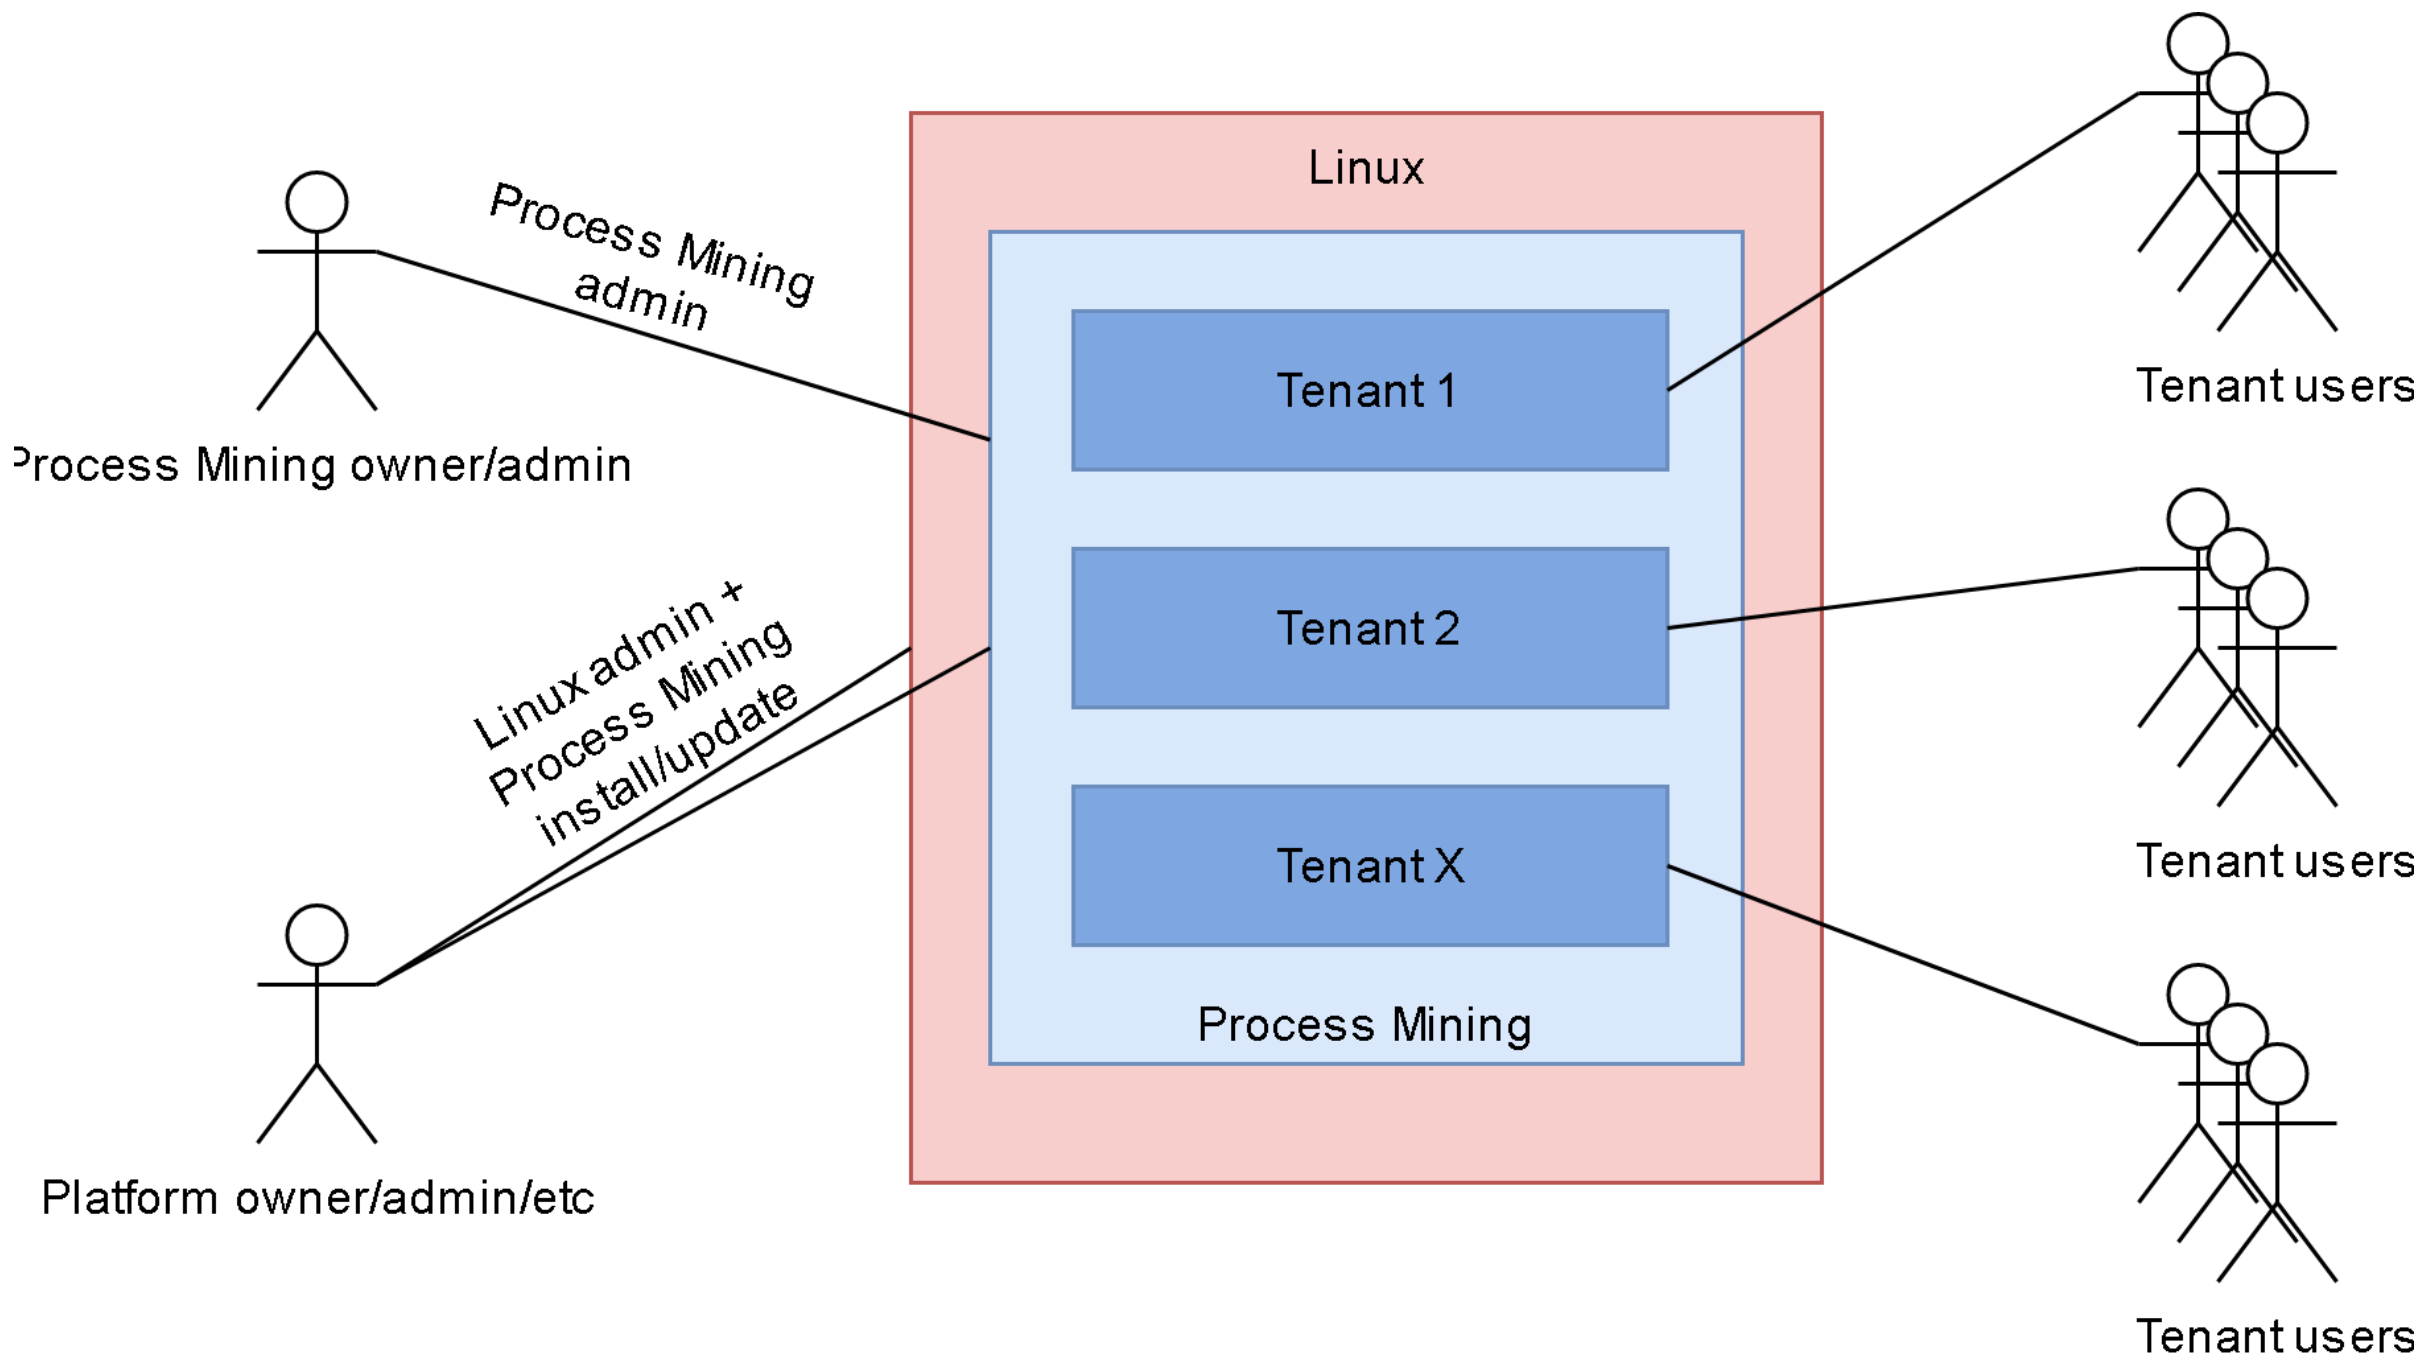 Linux
Process Mining
admin
Process Mining owner/admin
Tenant 1
Tenant users
Linux admin +
Process Mining
install/update
Tenant 2
Tenant users
Tenant X
Process Mining
Platform owner/admin/etc
Tenant users